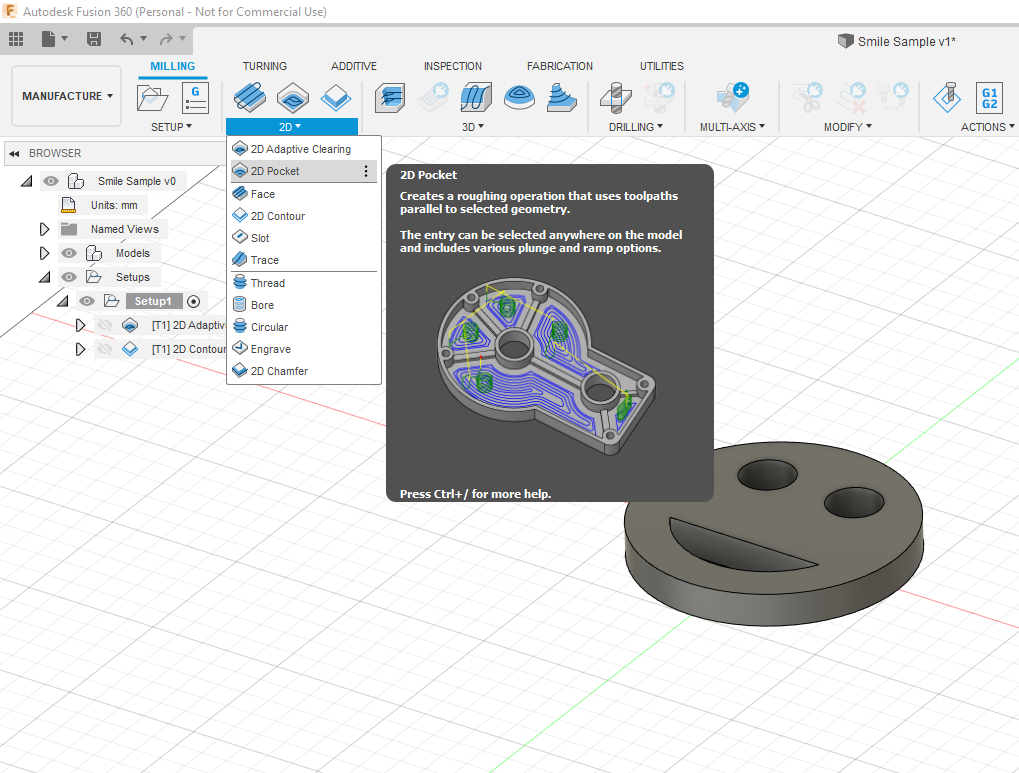 Autodesk Fusion 360 (Personal - Not for Commercial Use)
Smile Sample v1*
MILLING TURNING ADDITIVE INSPECTION FABRICATION UTILITIES
MANUFACTURE
G
G1
G2
SETUP 2D 3D DRILLING MULTI-AXIS MODIFY ACTIONS
BROWSER
Smile Sample v0
Units: mm
Named Views
Models
Setups
Setup1
[T1] 2D Adaptiv
[T1] 2D Contour
2D Adaptive Clearing
2D Pocket
Face
2D Contour
Slot
Trace
Thread
Bore
Circular
Engrave
2D Chamfer
2D Pocket
Creates a roughing operation that uses toolpaths
parallel to selected geometry.
The entry can be selected anywhere on the model
and includes various plunge and ramp options.
Press Ctrl+/ for more help.